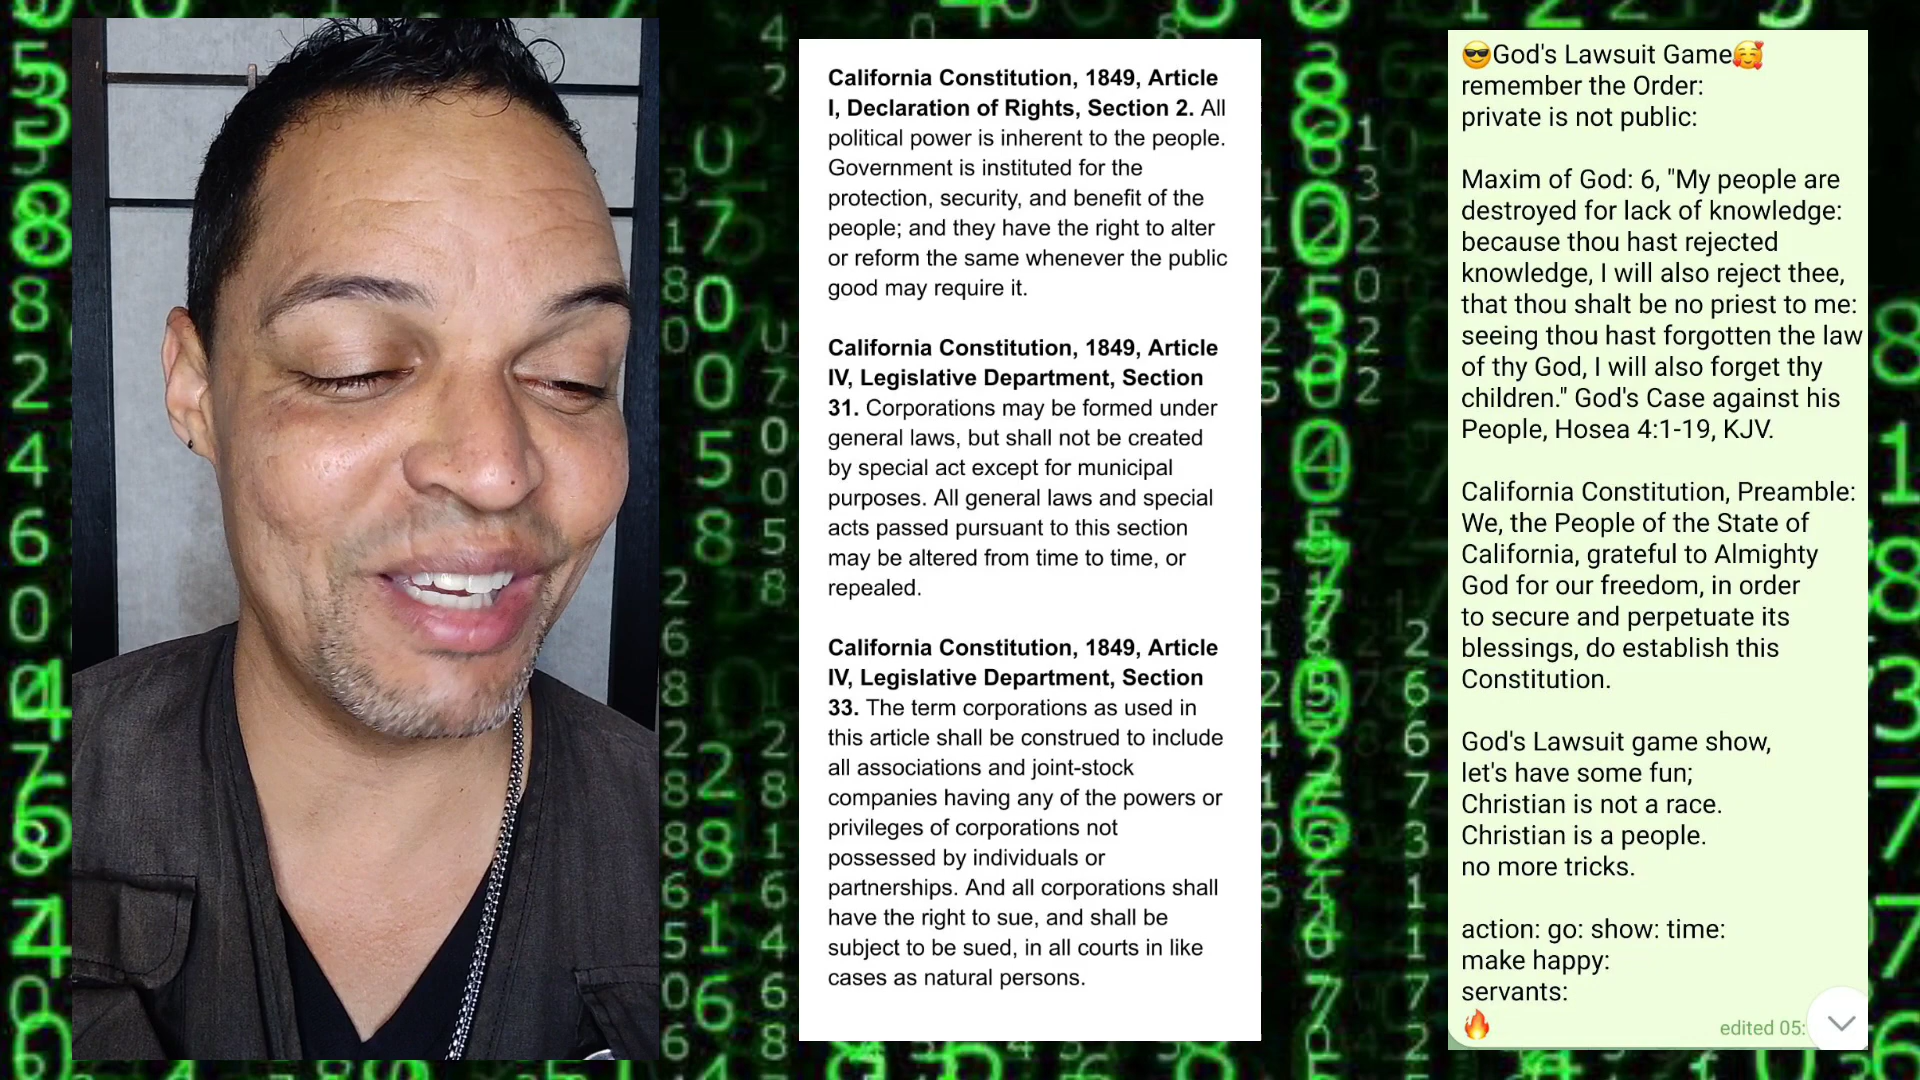 California Constitution, 1849, Article
I, Declaration of Rights, Section 2. All
political power is inherent to the people.
Government is instituted for the
protection, security, and benefit of the
people; and they have the right to alter
or reform the same whenever the public
good may require it.
California Constitution, 1849, Article
IV, Legislative Department, Section
31. Corporations may be formed under
general laws, but shall not be created
by special act except for municipal
purposes. All general laws and special
acts passed pursuant to this section
may be altered from time to time, or
repealed.
California Constitution, 1849, Article
IV, Legislative Department, Section
33. The term corporations as used in
this article shall be construed to include
all associations and joint-stock
companies having any of the powers or
privileges of corporations not
possessed by individuals or
partnerships. And all corporations shall
have the right to sue, and shall be
subject to be sued, in all courts in like
cases as natural persons.
😎God's Lawsuit Game🥰
remember the Order:
private is not public:
Maxim of God: 6, "My people are
destroyed for lack of knowledge:
because thou hast rejected
knowledge, I will also reject thee,
that thou shalt be no priest to me:
seeing thou hast forgotten the law
of thy God, I will also forget thy
children." God's Case against his
People, Hosea 4:1-19, KJV.
California Constitution, Preamble:
We, the People of the State of
California, grateful to Almighty
God for our freedom, in order
to secure and perpetuate its
blessings, do establish this
Constitution.
God's Lawsuit game show,
let's have some fun;
Christian is not a race.
Christian is a people.
no more tricks.
action: go: show: time:
make happy:
servants:
🔥
edited 05: